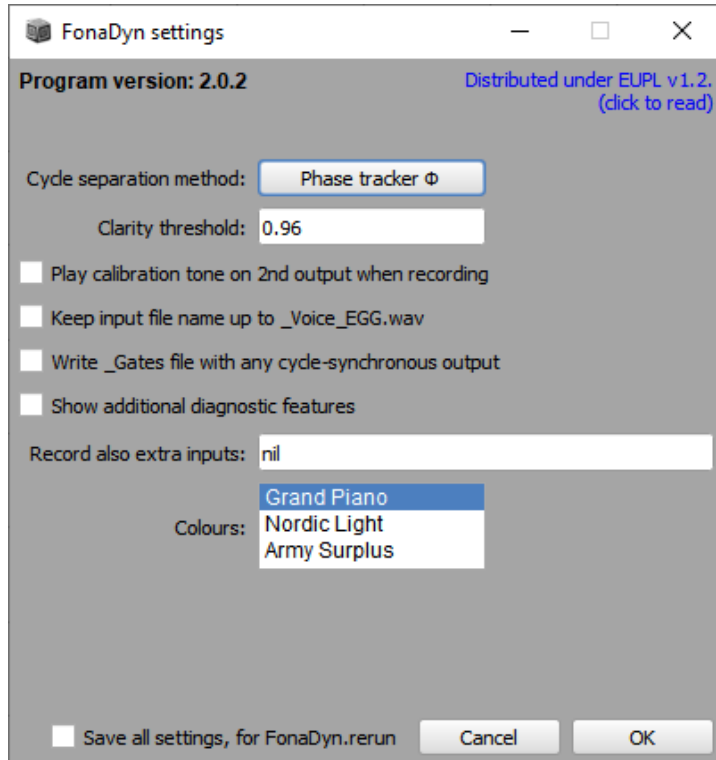 FonaDyn settings
Program version: 2.0.2
Distributed under EUPL v1.2.
(click to read)
Cycle separation method: Phase tracker Φ
Clarity threshold: 0.96
Play calibration tone on 2nd output when recording
Keep input file name up to _Voice_EGG.wav
Write _Gates file with any cycle-synchronous output
Show additional diagnostic features
Record also extra inputs: nil
Colours:
Grand Piano
Nordic Light
Army Surplus
Save all settings, for FonaDyn.rerun Cancel OK